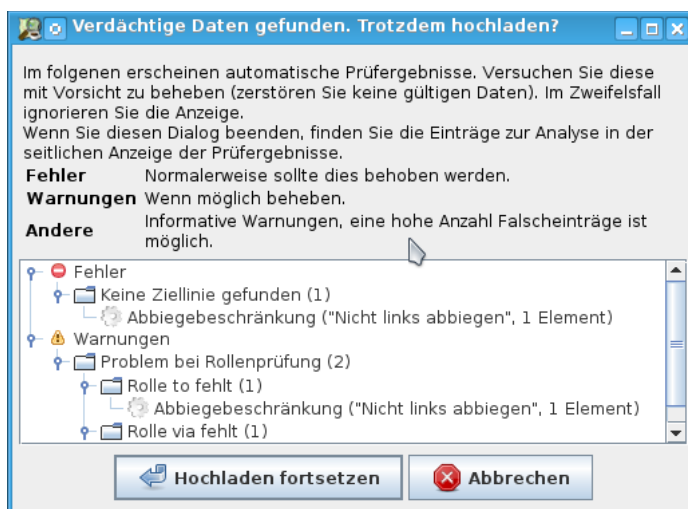 Verdächtige Daten gefunden. Trotzdem hochladen?
Im folgenen erscheinen automatische Prüfergebnisse. Versuchen Sie diese
mit Vorsicht zu beheben (zerstören Sie keine gültigen Daten). Im Zweifelsfall
ignorieren Sie die Anzeige.
Wenn Sie diesen Dialog beenden, finden Sie die Einträge zur Analyse in der
seitlichen Anzeige der Prüfergebnisse.
Fehler Normalerweise sollte dies behoben werden.
Warnungen Wenn möglich beheben.
Andere Informative Warnungen, eine hohe Anzahl Falscheinträge ist
möglich.
Fehler
Keine Ziellinie gefunden (1)
Abbiegebeschränkung ("Nicht links abbiegen", 1 Element)
Warnungen
Problem bei Rollenprüfung (2)
Rolle to fehlt (1)
Abbiegebeschränkung ("Nicht links abbiegen", 1 Element)
Rolle via fehlt (1)
Hochladen fortsetzen
Abbrechen